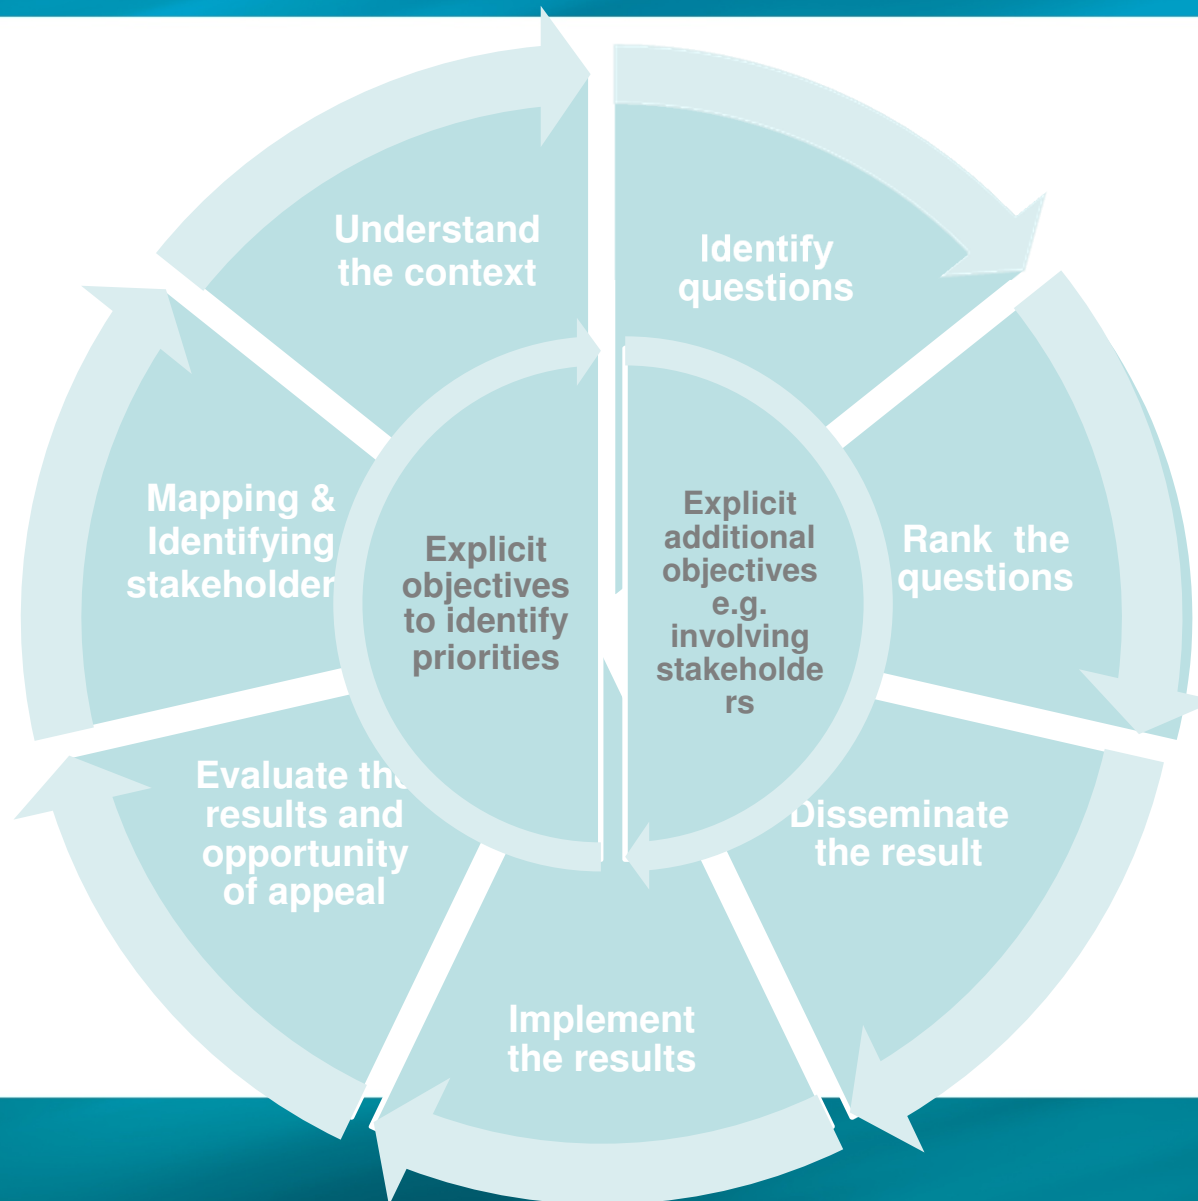 Understand
the context
Identify
questions
Rank the
questions
Disseminate
the result
Implement
the results
Evaluate the
results and
opportunity
of appeal
Mapping &
Identifying
stakeholder
Explicit
objectives
to identify
priorities
Explicit
additional
objectives
e.g.
involving
stakeholde
rs